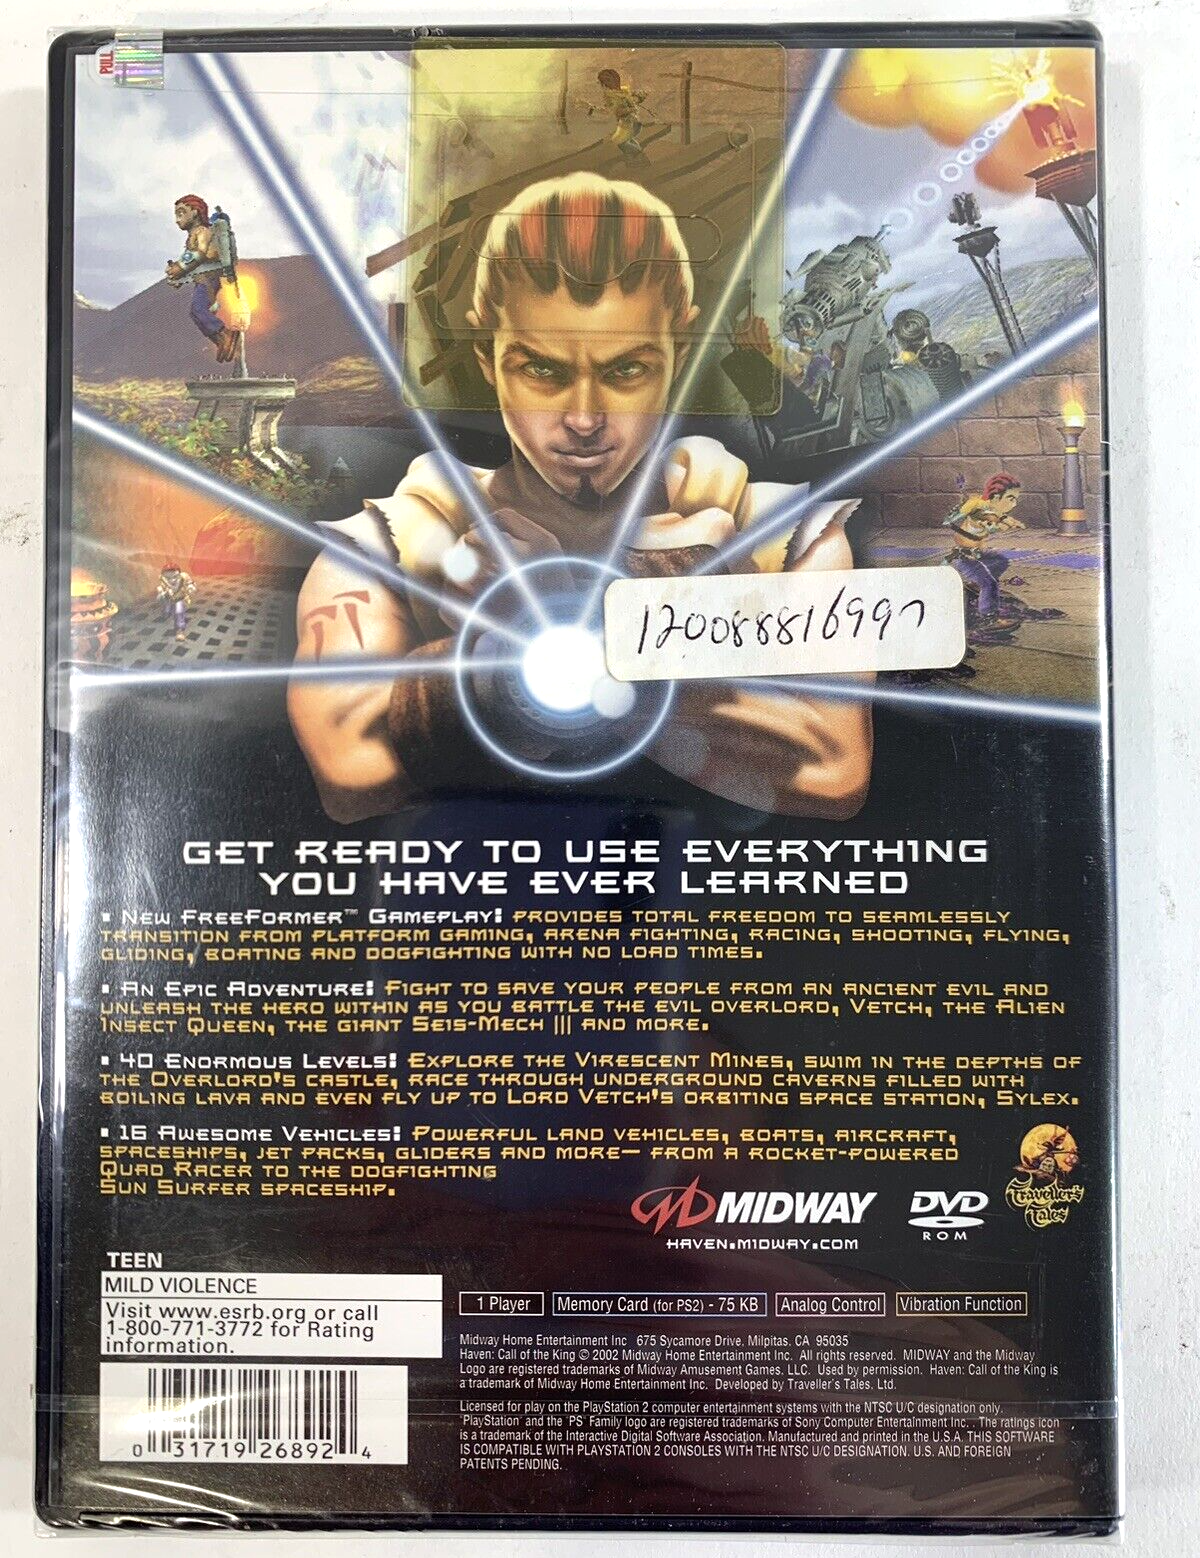 PULL
120088816997
GET READY TO USE EVERYTHING
YOU HAVE EVER LEARNED
• New FreeFormer™ Gameplay! provides total freedom to seamlessly
transition from platform gaming, arena fighting, racing, shooting, flying,
gliding, boating and dogfighting with no load times.
• An Epic Adventure! Fight to save your people from an ancient evil and
unleash the hero within as you battle the evil overlord, Vetch, the Alien
Insect Queen, the giant Seis-Mech III and more.
• 40 Enormous Levels! Explore the Virescent Mines, swim in the depths of
the Overlord's castle, race through underground caverns filled with
boiling lava and even fly up to Lord Vetch's orbiting space station, Sylex.
• 16 Awesome Vehicles! Powerful land vehicles, boats, aircraft,
spaceships, jet packs, gliders and more— from a rocket-powered
Quad Racer to the dogfighting
Sun Surfer spaceship.
MIDWAY
HAVEN.MIDWAY.COM
DVD
ROM
Traveller's
Tales
TEEN
MILD VIOLENCE
Visit www.esrb.org or call
1-800-771-3772 for Rating
information.
1 Player
Memory Card (for PS2) - 75 KB
Analog Control
Vibration Function
Midway Home Entertainment Inc 675 Sycamore Drive, Milpitas, CA 95035
Haven: Call of the King © 2002 Midway Home Entertainment Inc. All rights reserved. MIDWAY and the Midway
Logo are registered trademarks of Midway Amusement Games, LLC. Used by permission. Haven: Call of the King is
a trademark of Midway Home Entertainment Inc. Developed by Traveller's Tales, Ltd.
Licensed for play on the PlayStation 2 computer entertainment systems with the NTSC U/C designation only.
"PlayStation" and the "PS" Family logo are registered trademarks of Sony Computer Entertainment Inc. The ratings icon
is a trademark of the Interactive Digital Software Association. Manufactured and printed in the U.S.A. THIS SOFTWARE
IS COMPATIBLE WITH PLAYSTATION 2 CONSOLES WITH THE NTSC U/C DESIGNATION. U.S. AND FOREIGN
PATENTS PENDING.
0 31719 26892 4